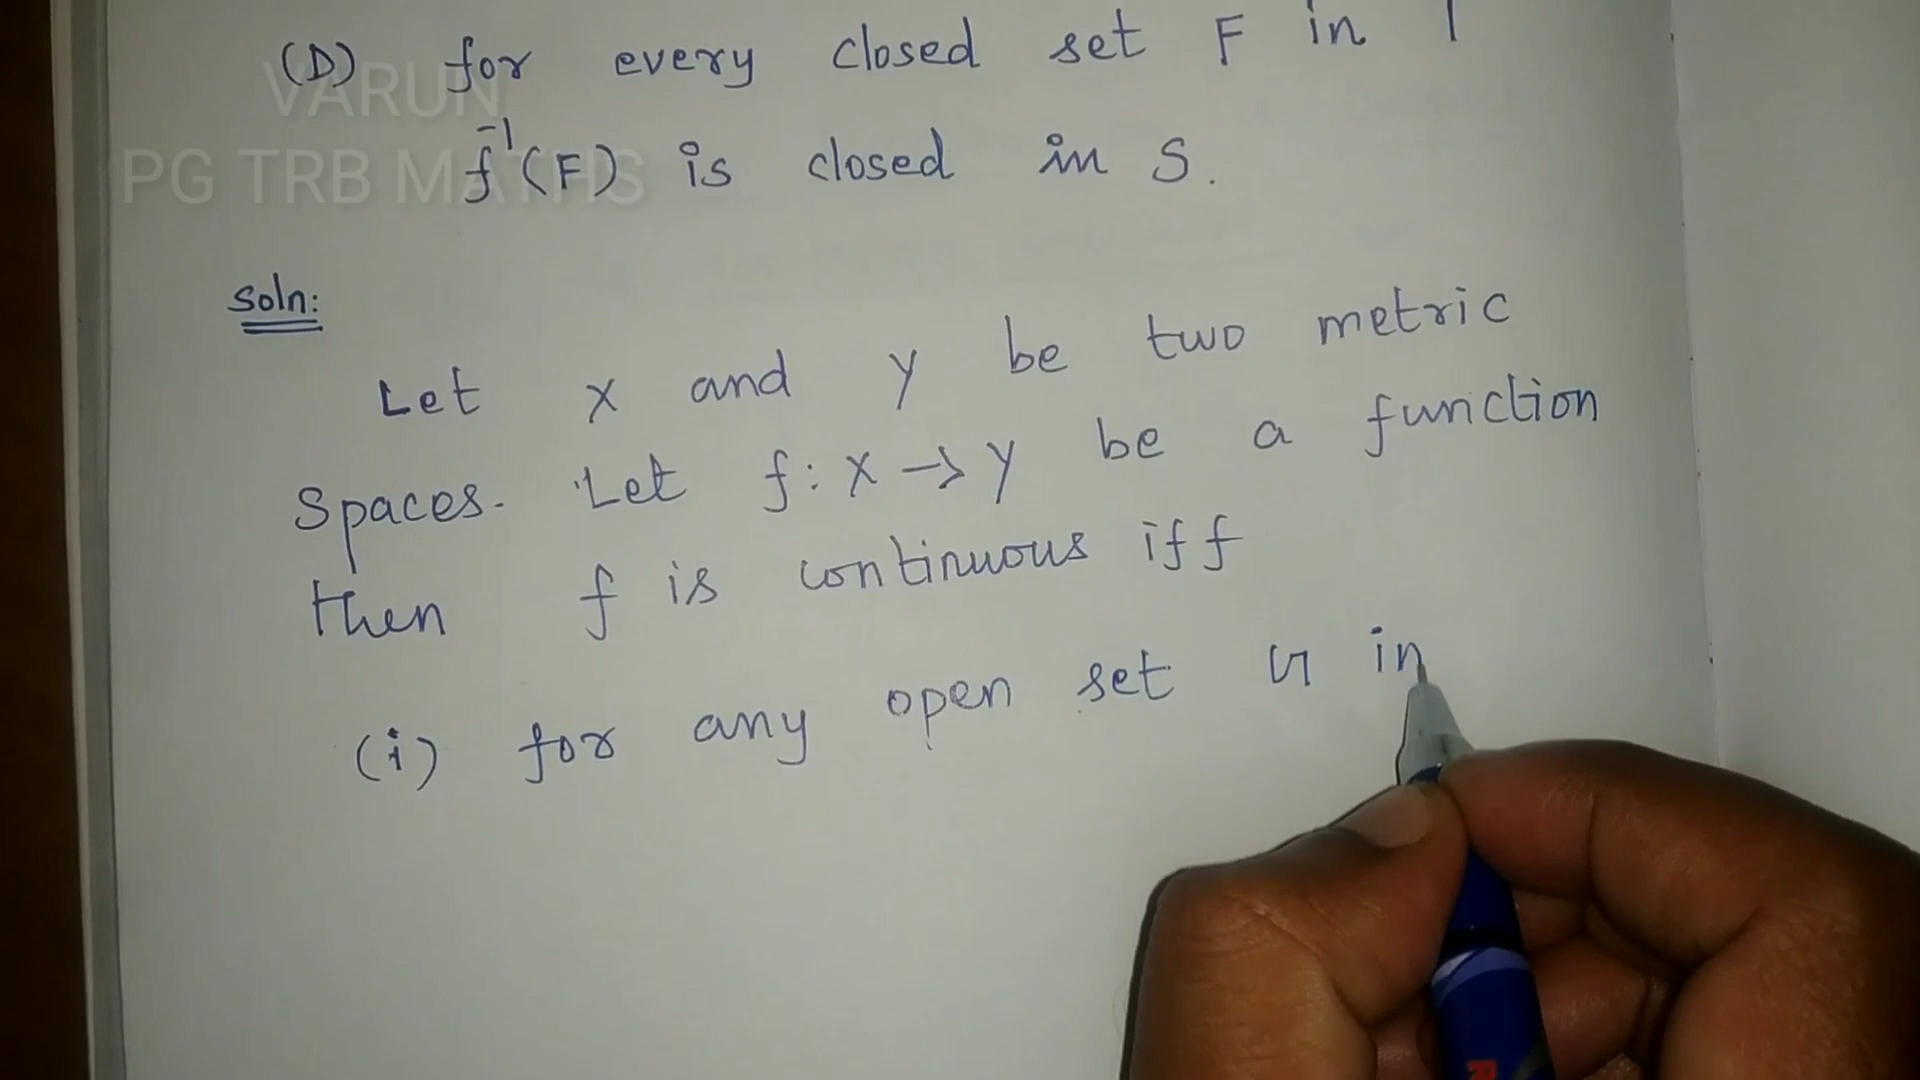 (D) for every closed set F in T
f⁻¹(F) is closed in S.
VARUN
PG TRB MATHS
Soln:
Let X and Y be two metric
Spaces. Let f: X → Y be a function
then f is continuous iff
(i) for any open set G in